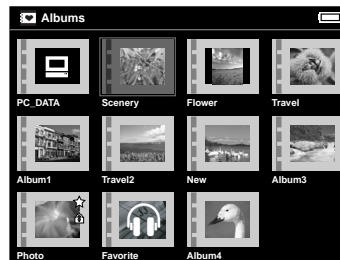 Albums
PC_DATA Scenery Flower Travel
Album1 Travel2 New Album3
Photo Favorite Album4